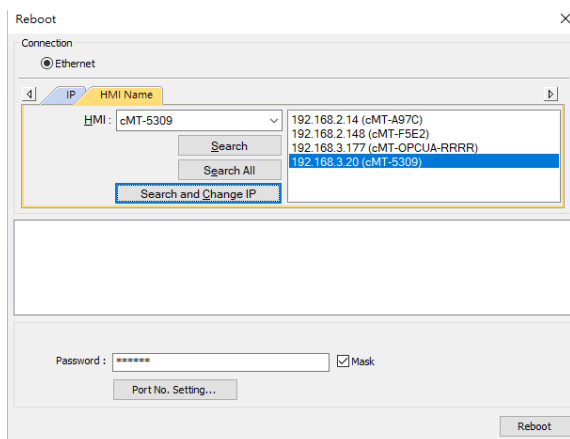 Reboot
Connection
Ethernet
IP
HMI Name
HMI : cMT-5309
Search
Search All
Search and Change IP
192.168.2.14 (cMT-A97C)
192.168.2.148 (cMT-F5E2)
192.168.3.177 (cMT-OPCUA-RRRR)
192.168.3.20 (cMT-5309)
Password : ******
Mask
Port No. Setting...
Reboot